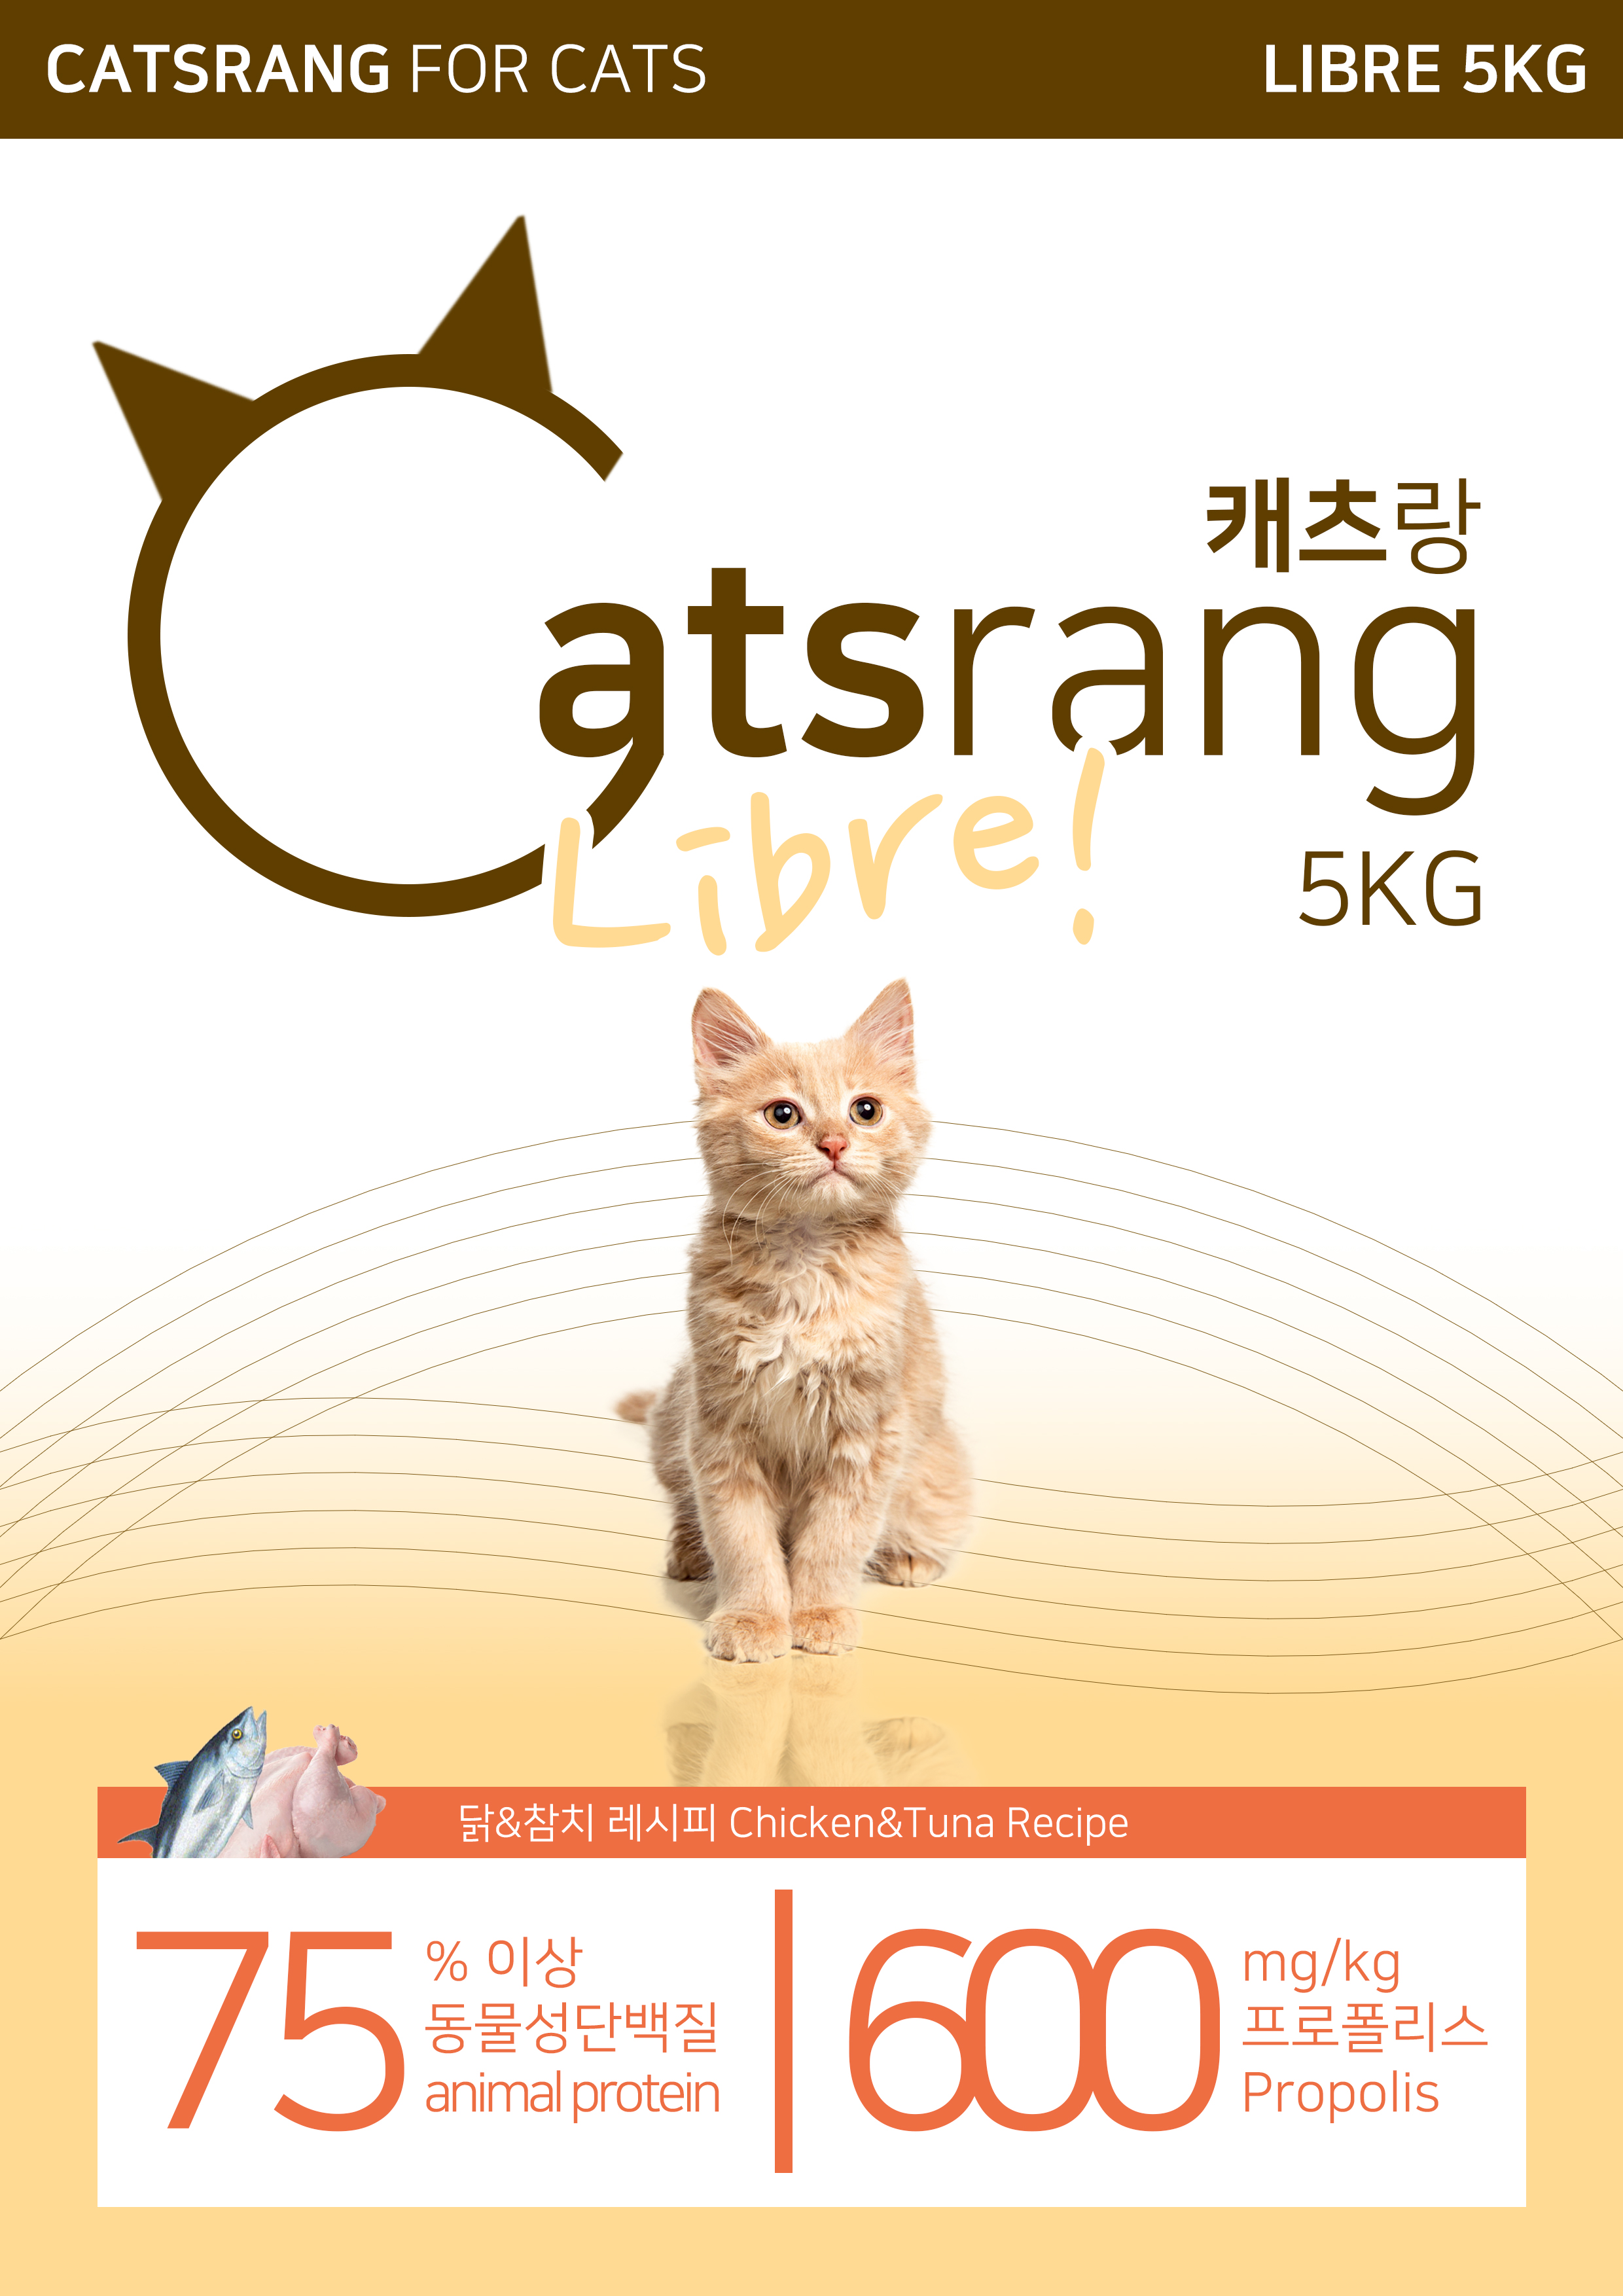 CATSRANG FOR CATS LIBRE 5KG
캐츠랑
Catsrang
Libre!
5KG
닭&참치 레시피 Chicken&Tuna Recipe
75 % 이상
동물성단백질
animal protein
600 mg/kg
프로폴리스
Propolis